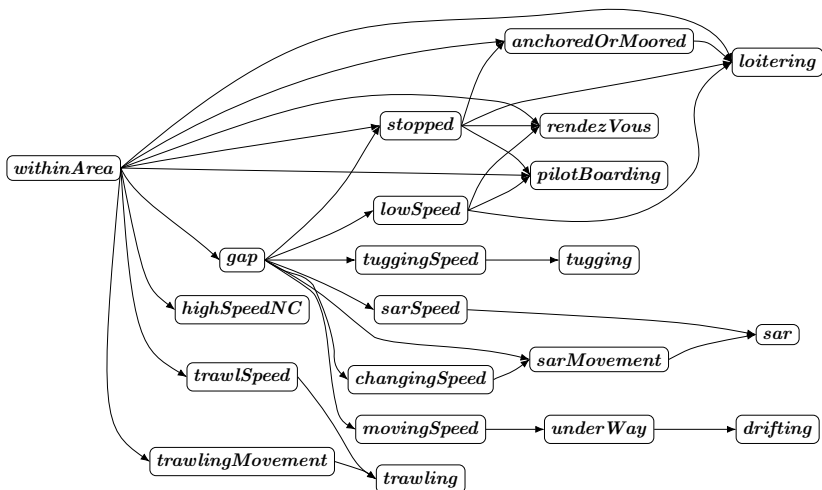 anchoredOrMoored
loitering
stopped
rendezVous
withinArea
pilotBoarding
lowSpeed
gap
tuggingSpeed
tugging
highSpeedNC
sarSpeed
sar
sarMovement
trawlSpeed
changingSpeed
movingSpeed
underWay
drifting
trawlingMovement
trawling